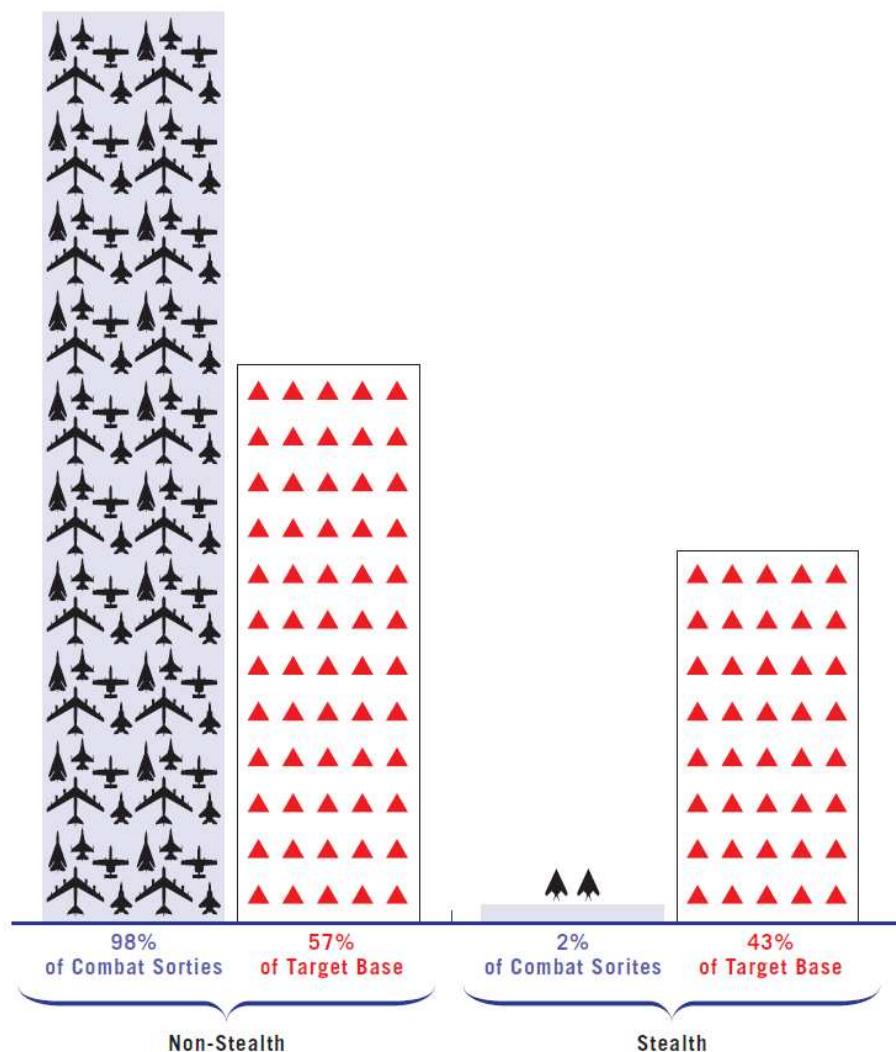 98%
of Combat Sorties
57%
of Target Base
2%
of Combat Sorites
43%
of Target Base
Non-Stealth
Stealth